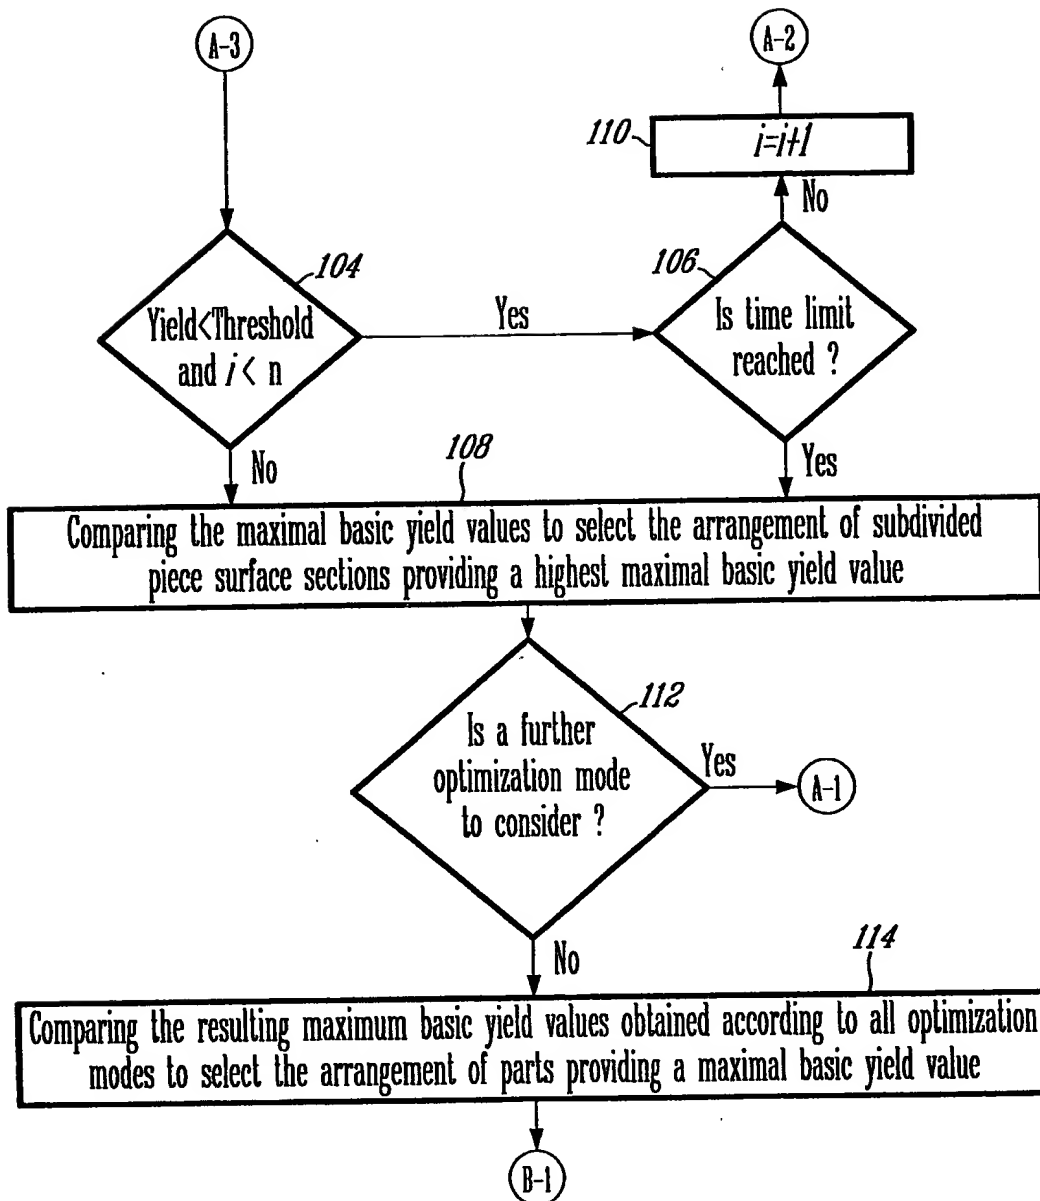 A-3
A-2
110
i=i+1
No
104
106
Yield<Threshold
and i< n
Yes
Is time limit
reached ?
No
108
Yes
Comparing the maximal basic yield values to select the arrangement of subdivided
piece surface sections providing a highest maximal basic yield value
112
Is a further
optimization mode
to consider ?
Yes
A-1
No
114
Comparing the resulting maximum basic yield values obtained according to all optimization
modes to select the arrangement of parts providing a maximal basic yield value
B-1